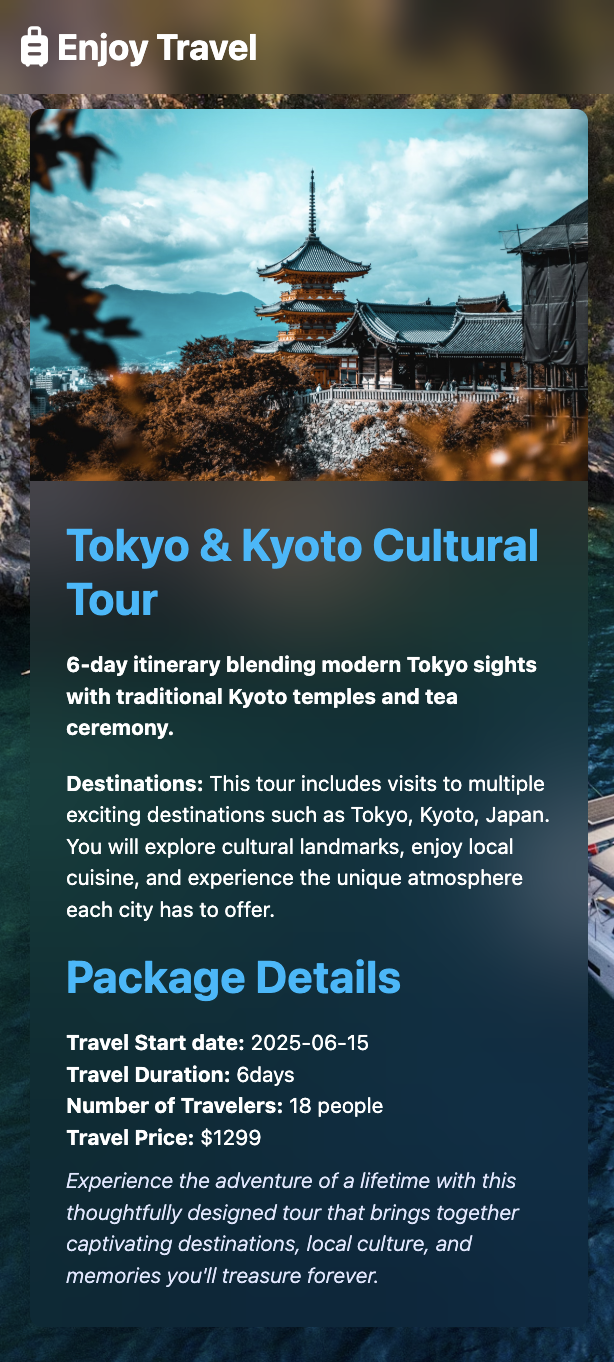 Enjoy Travel
Tokyo & Kyoto Cultural
Tour
6-day itinerary blending modern Tokyo sights
with traditional Kyoto temples and tea
ceremony.
Destinations: This tour includes visits to multiple
exciting destinations such as Tokyo, Kyoto, Japan.
You will explore cultural landmarks, enjoy local
cuisine, and experience the unique atmosphere
each city has to offer.
Package Details
Travel Start date: 2025-06-15
Travel Duration: 6days
Number of Travelers: 18 people
Travel Price: $1299
Experience the adventure of a lifetime with this
thoughtfully designed tour that brings together
captivating destinations, local culture, and
memories you'll treasure forever.